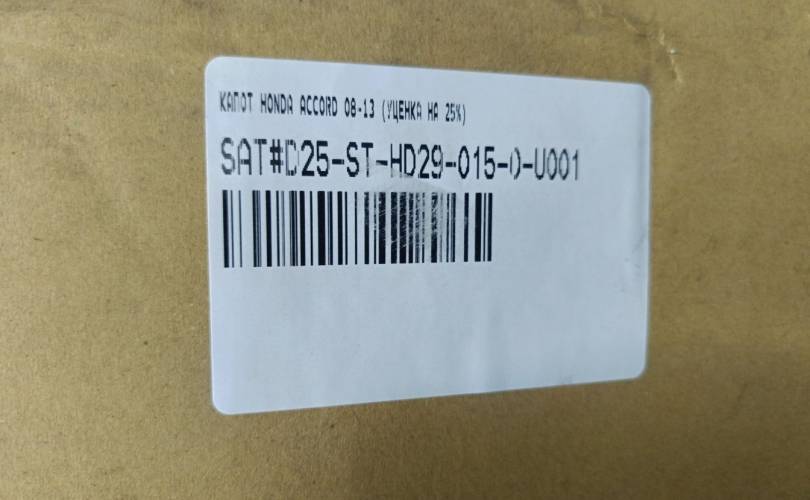 КАПОТ HONDA ACCORD 08-13 (УЦЕНКА НА 25%)
SAT#D25-ST-HD29-015-0-U001